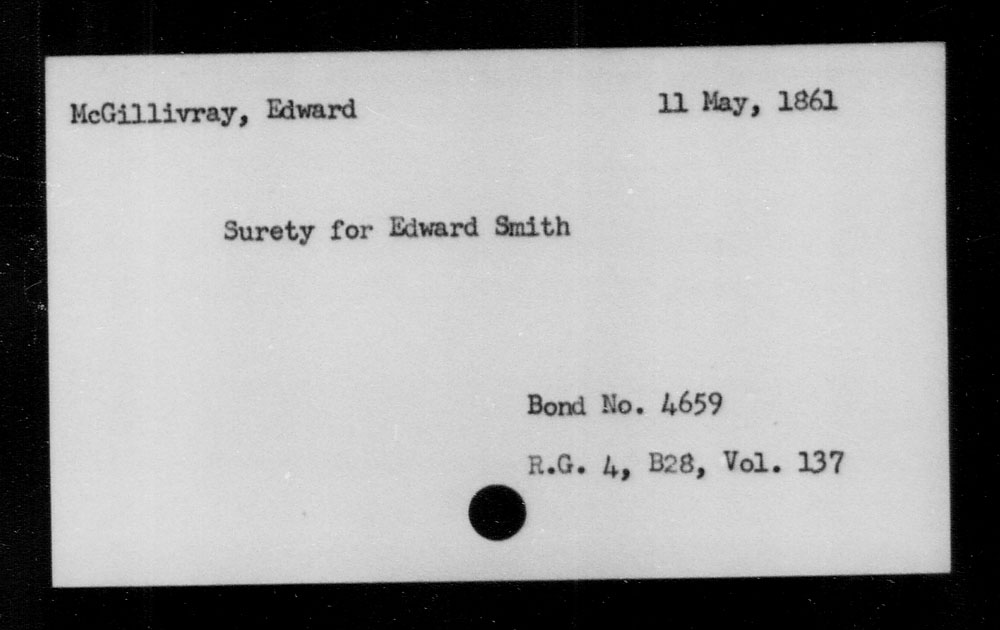 McGillivray, Edward 11 May, 1861
Surety for Edward Smith
Bond No. 4659
R.G. 4, B28, Vol. 137